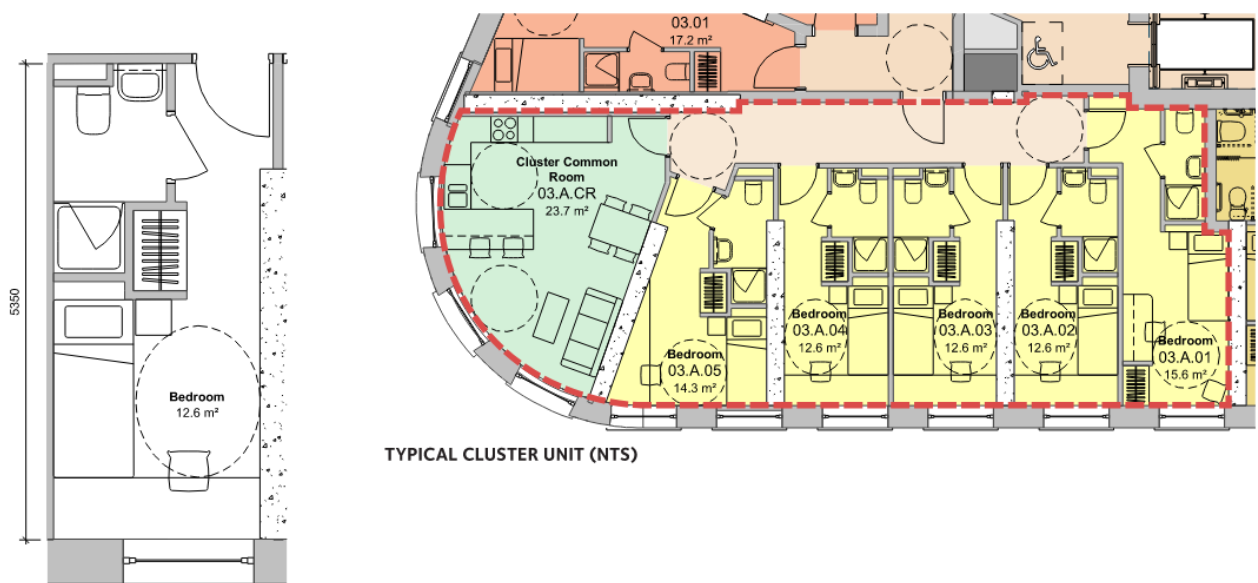 5350
Bedroom
12.6 m²
03.01
17.2 m²
Cluster Common
Room
03.A.CR
23.7 m²
Bedroom
03.A.05
14.3 m²
Bedroom
03.A.04
12.6 m²
Bedroom
03.A.03
12.6 m²
Bedroom
03.A.02
12.6 m²
Bedroom
03.A.01
15.6 m²
TYPICAL CLUSTER UNIT (NTS)